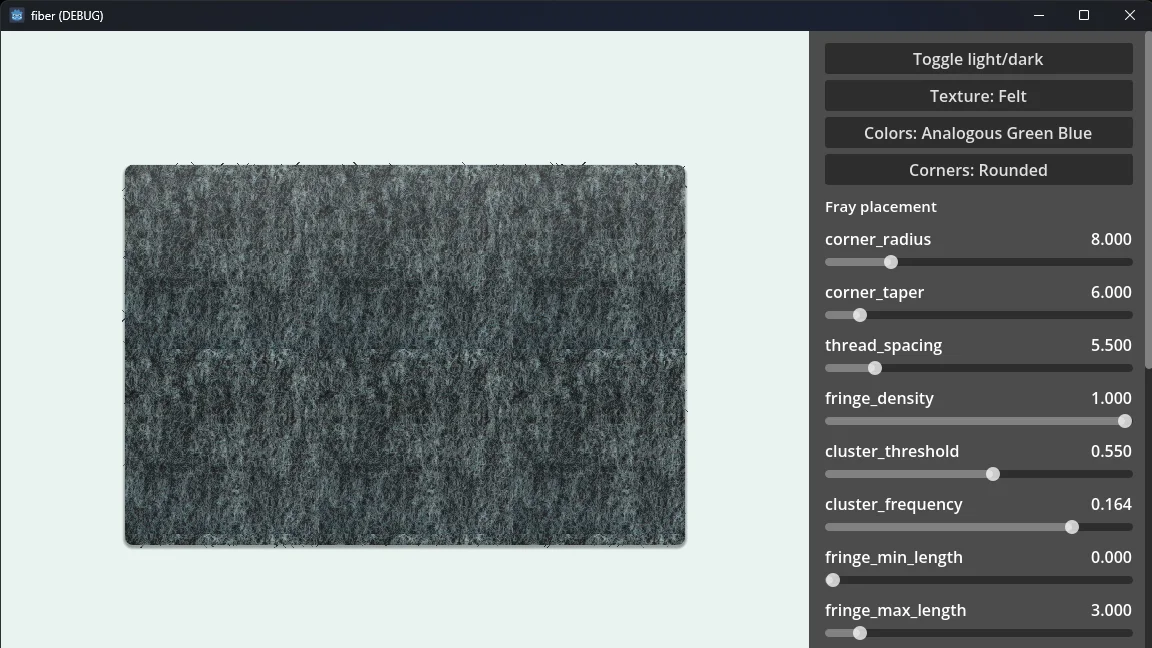 fiber (DEBUG)
Toggle light/dark
Texture: Felt
Colors: Analogous Green Blue
Corners: Rounded
Fray placement
corner_radius 8.000
corner_taper 6.000
thread_spacing 5.500
fringe_density 1.000
cluster_threshold 0.550
cluster_frequency 0.164
fringe_min_length 0.000
fringe_max_length 3.000